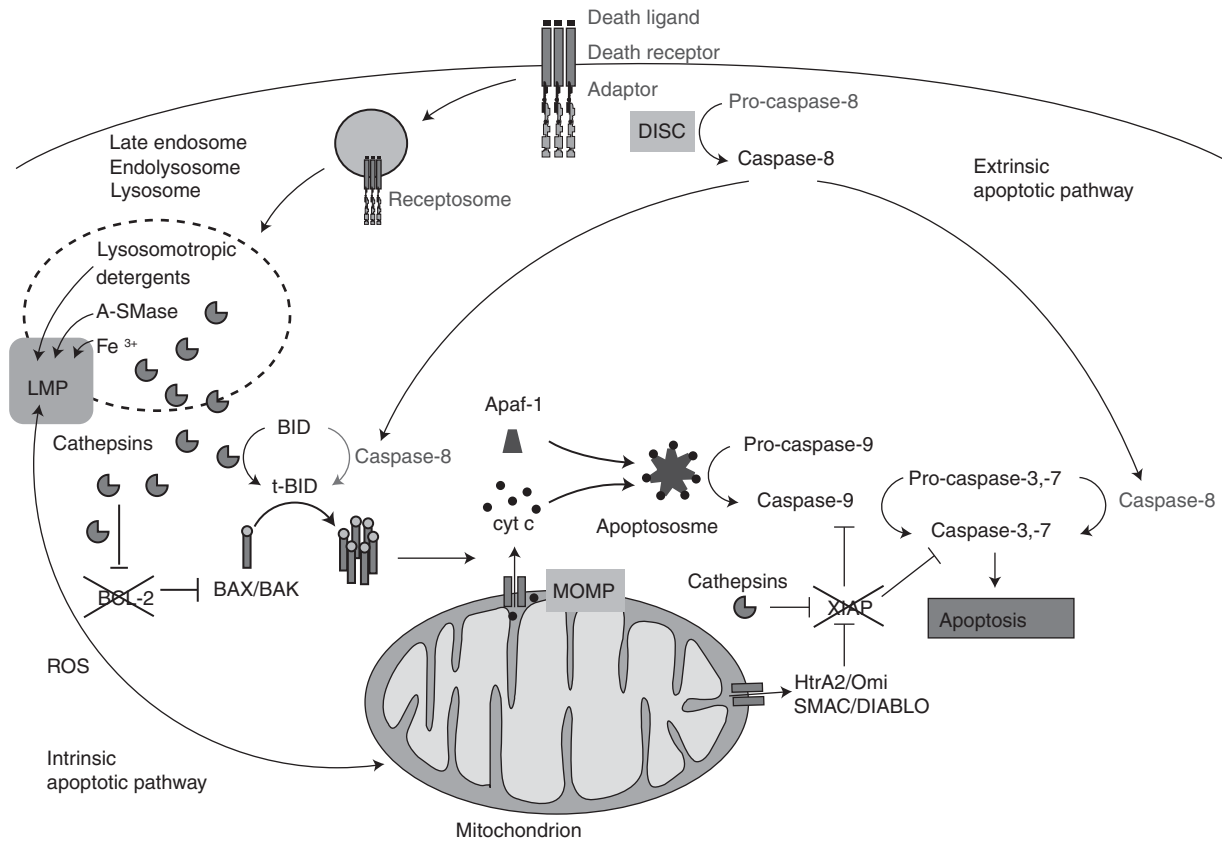 Death ligand
Death receptor
Adaptor
Pro-caspase-8
DISC
Caspase-8
Late endosome
Endolysosome
Lysosome
Extrinsic
apoptotic pathway
Receptosome
Lysosomotropic
detergents
A-SMase
Fe 3+
LMP
Cathepsins
BID
Caspase-8
t-BID
Apaf-1
cyt c
Apoptososme
Pro-caspase-9
Caspase-9
Pro-caspase-3,-7
Caspase-8
Caspase-3,-7
BCL-2
BAX/BAK
MOMP
Cathepsins
XIAP
Apoptosis
ROS
HtrA2/Omi
SMAC/DIABLO
Intrinsic
apoptotic pathway
Mitochondrion